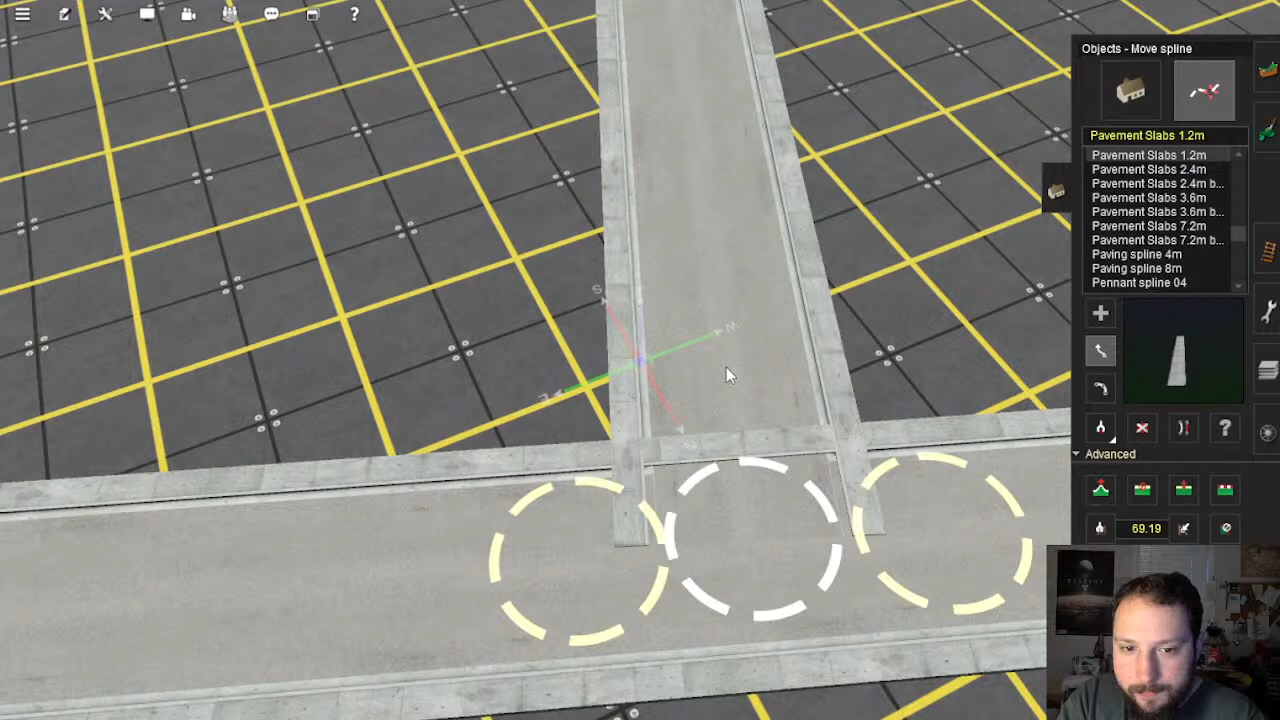 ?
Objects - Move spline
Pavement Slabs 1.2m
Pavement Slabs 1.2m
Pavement Slabs 2.4m
Pavement Slabs 2.4m b...
Pavement Slabs 3.6m
Pavement Slabs 3.6m b...
Pavement Slabs 7.2m
Pavement Slabs 7.2m b...
Paving spline 4m
Paving spline 8m
Pennant spline 04
S
W
?
Advanced
69.19